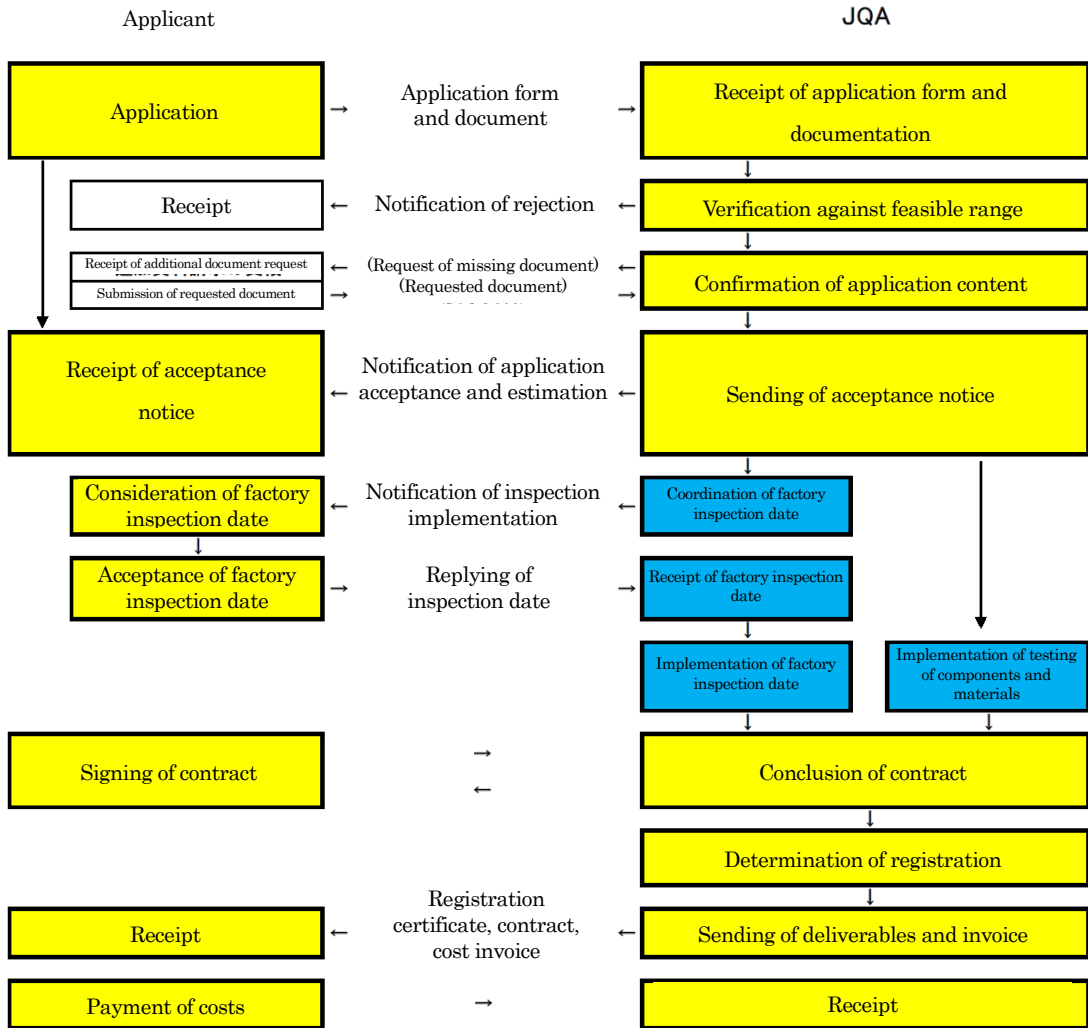 Applicant
JQA
Application
→
Application form
and document
→
Receipt of application form and
documentation
↓
Receipt
←
Notification of rejection
←
Verification against feasible range
↓
Receipt of additional document request
←
(Request of missing document)
←
Submission of requested document
→
(Requested document)
→
Confirmation of application content
↓
Receipt of acceptance
notice
←
Notification of application
acceptance and estimation
←
Sending of acceptance notice
↓
Consideration of factory
inspection date
←
Notification of inspection
implementation
←
Coordination of factory
inspection date
↓
Acceptance of factory
inspection date
→
Replying of
inspection date
→
Receipt of factory inspection
date
↓
Implementation of factory
inspection date
Implementation of testing
of components and
materials
↓ ↓
Signing of contract
→
←
Conclusion of contract
↓
Determination of registration
↓
Receipt
←
Registration
certificate, contract,
cost invoice
←
Sending of deliverables and invoice
Payment of costs
→
Receipt